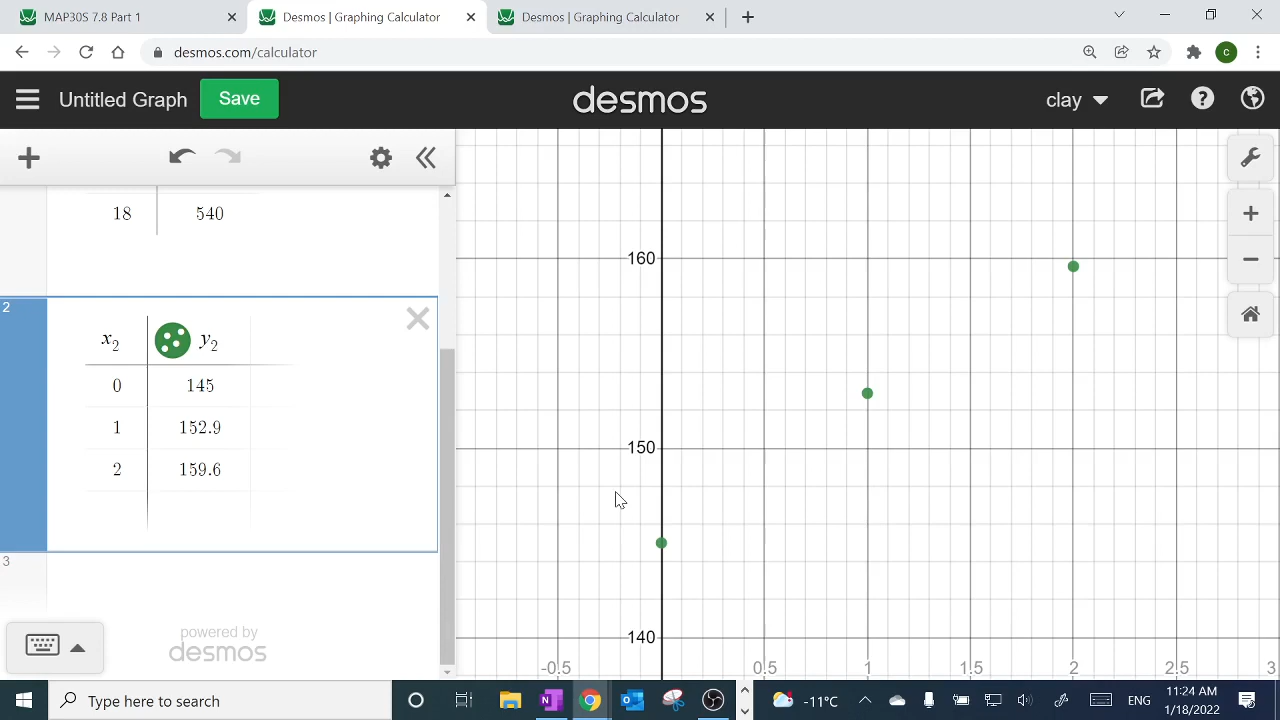 MAP30S 7.8 Part 1
Desmos | Graphing Calculator
Desmos | Graphing Calculator
desmos.com/calculator
c
Untitled Graph
Save
desmos
clay
18 540
2
x₂ y₂
0 145
1 152.9
2 159.6
3
powered by
desmos
160
150
140
-0.5 0.5 1 1.5 2 2.5 3
Type here to search
-11°C
ENG
11:24 AM
1/18/2022